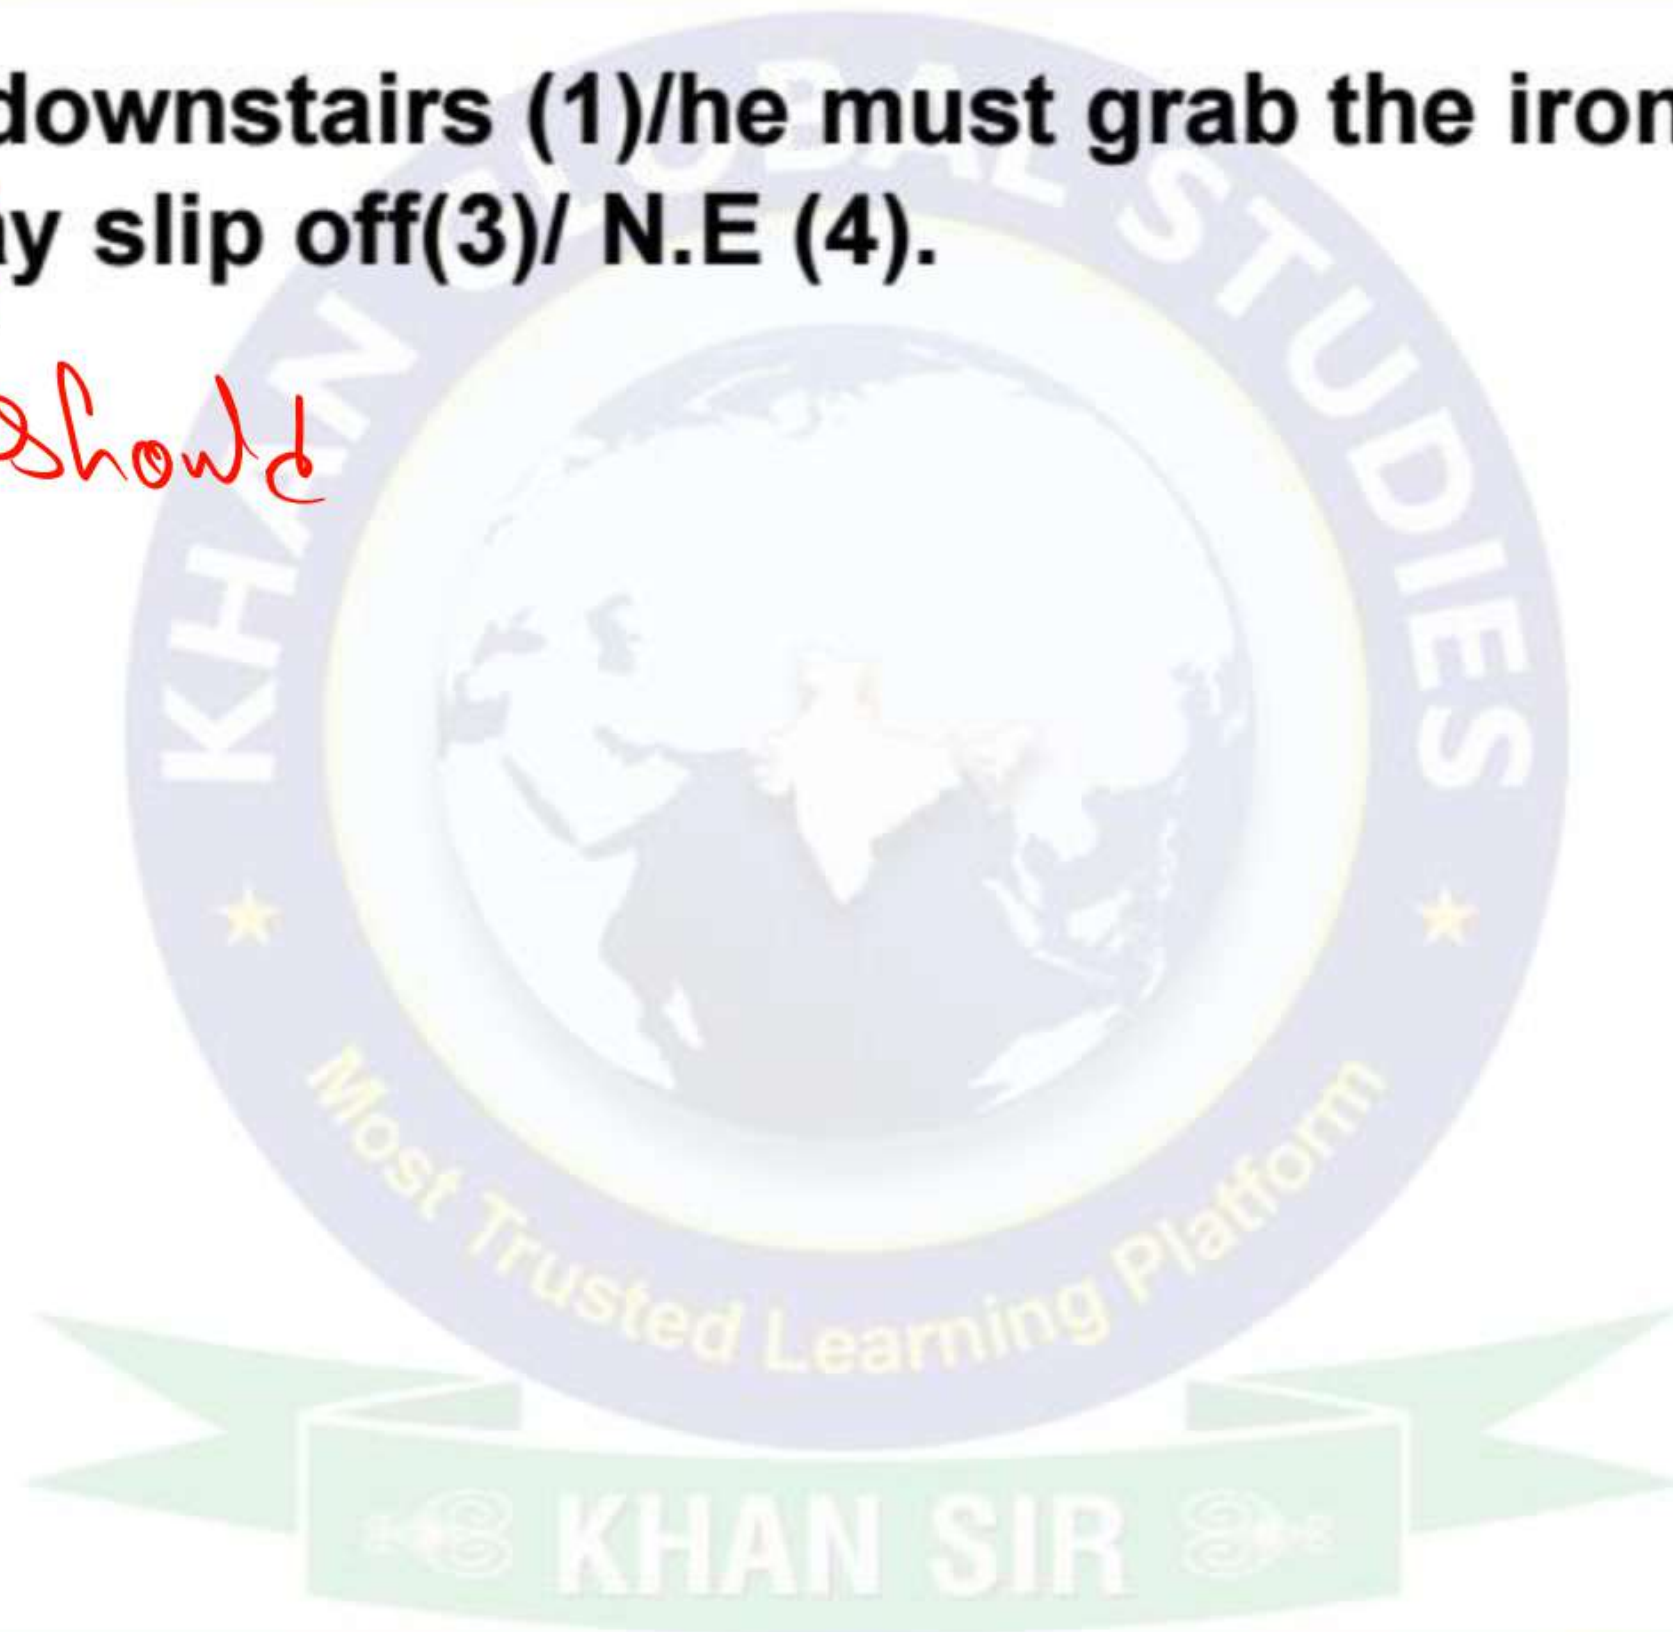 downstairs (1)/he must grab the iron
slip off(3)/ N.E (4).
should
KHAN GLOBAL STUDIES
Most Trusted Learning Platform
KHAN SIR